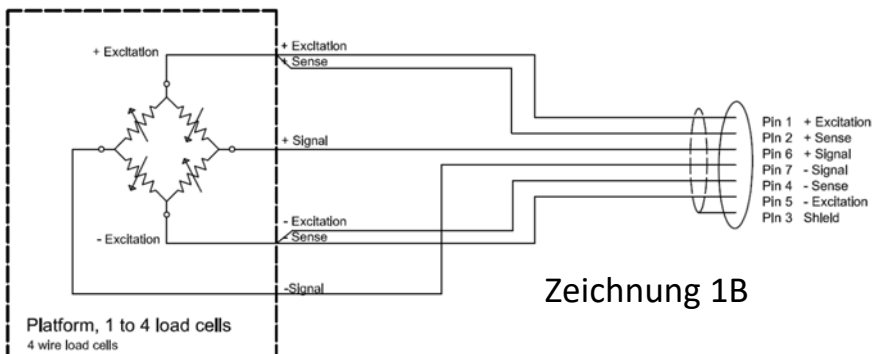 + Excitation
+ Excitation
+ Sense
+ Signal
- Excitation
- Excitation
- Sense
-Signal
Pin 1 + Excitation
Pin 2 + Sense
Pin 6 + Signal
Pin 7 - Signal
Pin 4 - Sense
Pin 5 - Excitation
Pin 3 Shield
Zeichnung 1B
Platform, 1 to 4 load cells
4 wire load cells